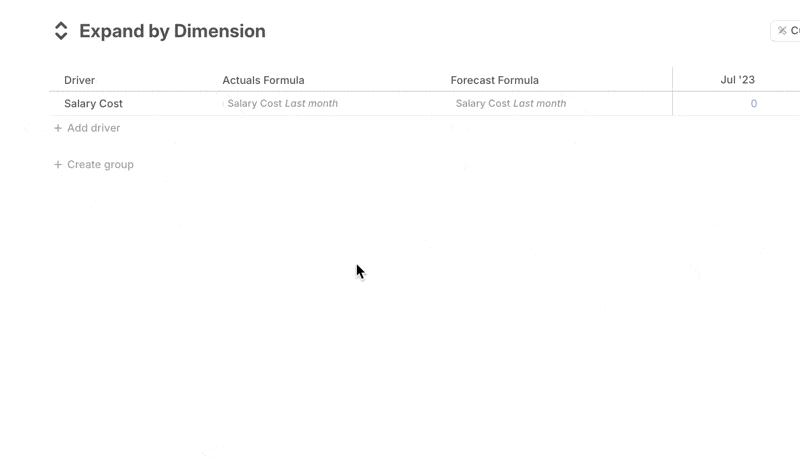 Expand by Dimension
Driver Actuals Formula Forecast Formula Jul '23
Salary Cost Salary Cost Last month Salary Cost Last month 0
+ Add driver
+ Create group